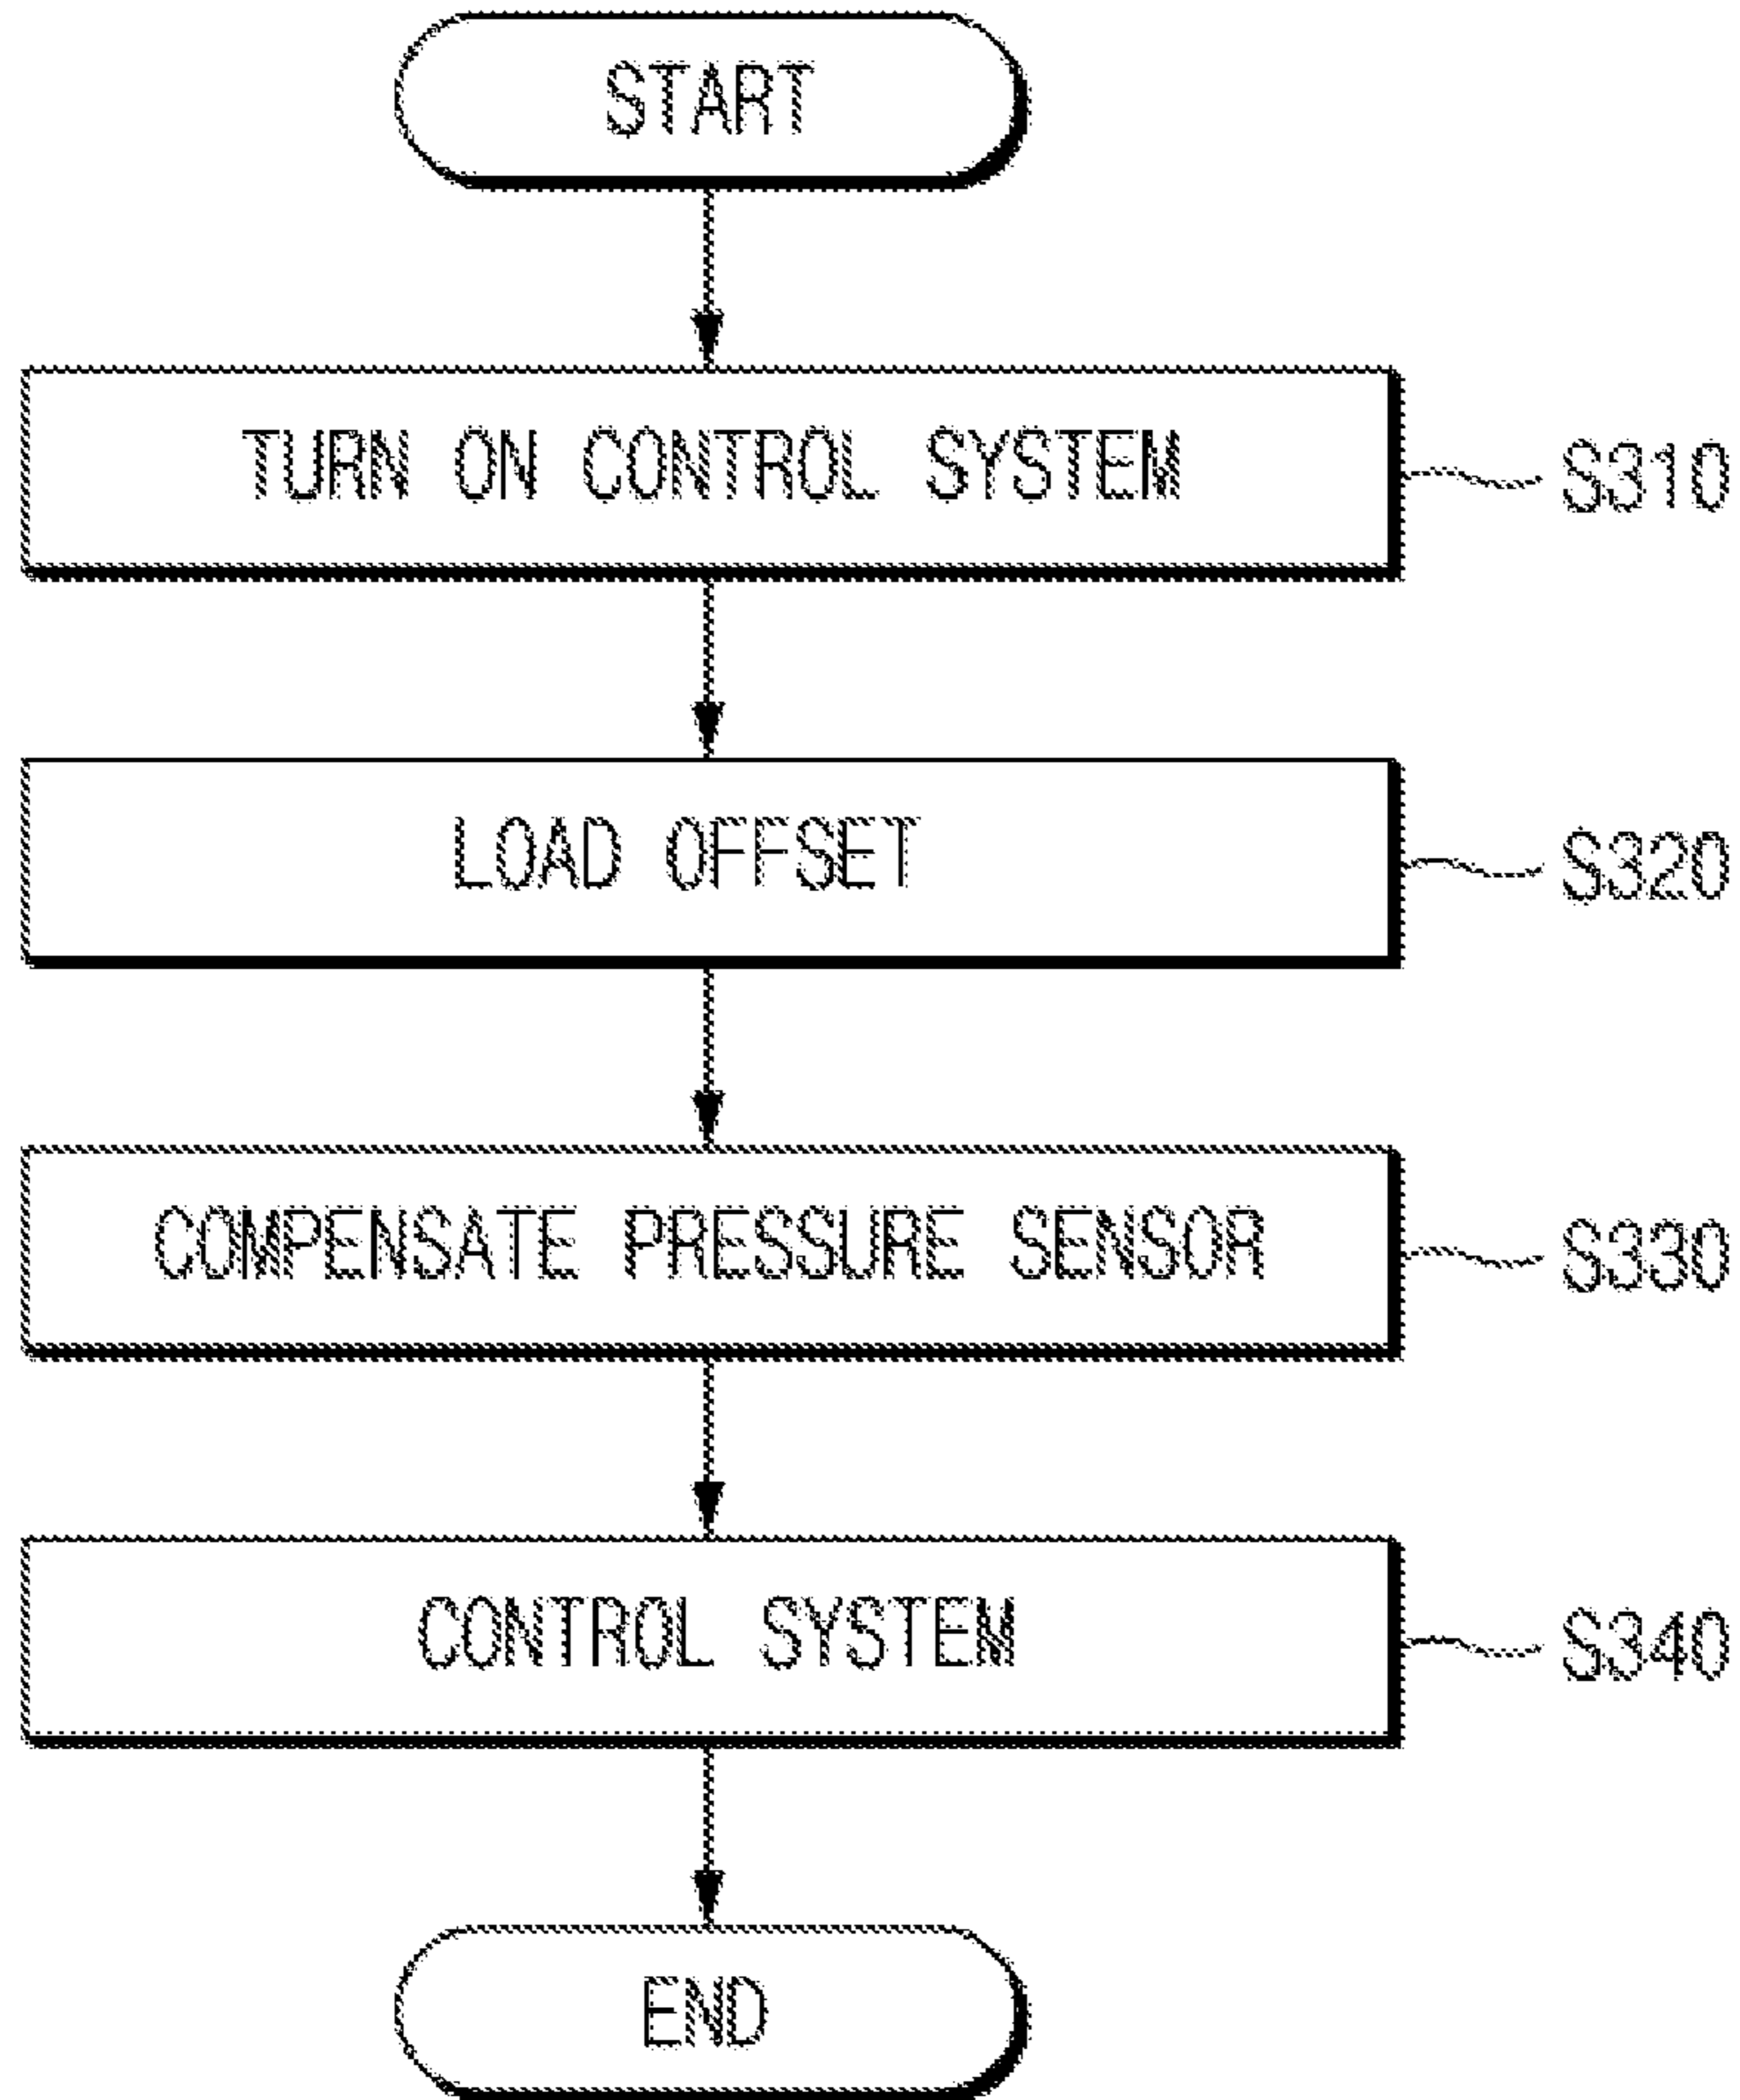 START
TURN ON CONTROL SYSTEM
S310
LOAD OFFSET
S320
COMPENSATE PRESSURE SENSOR
S330
CONTROL SYSTEM
S340
END